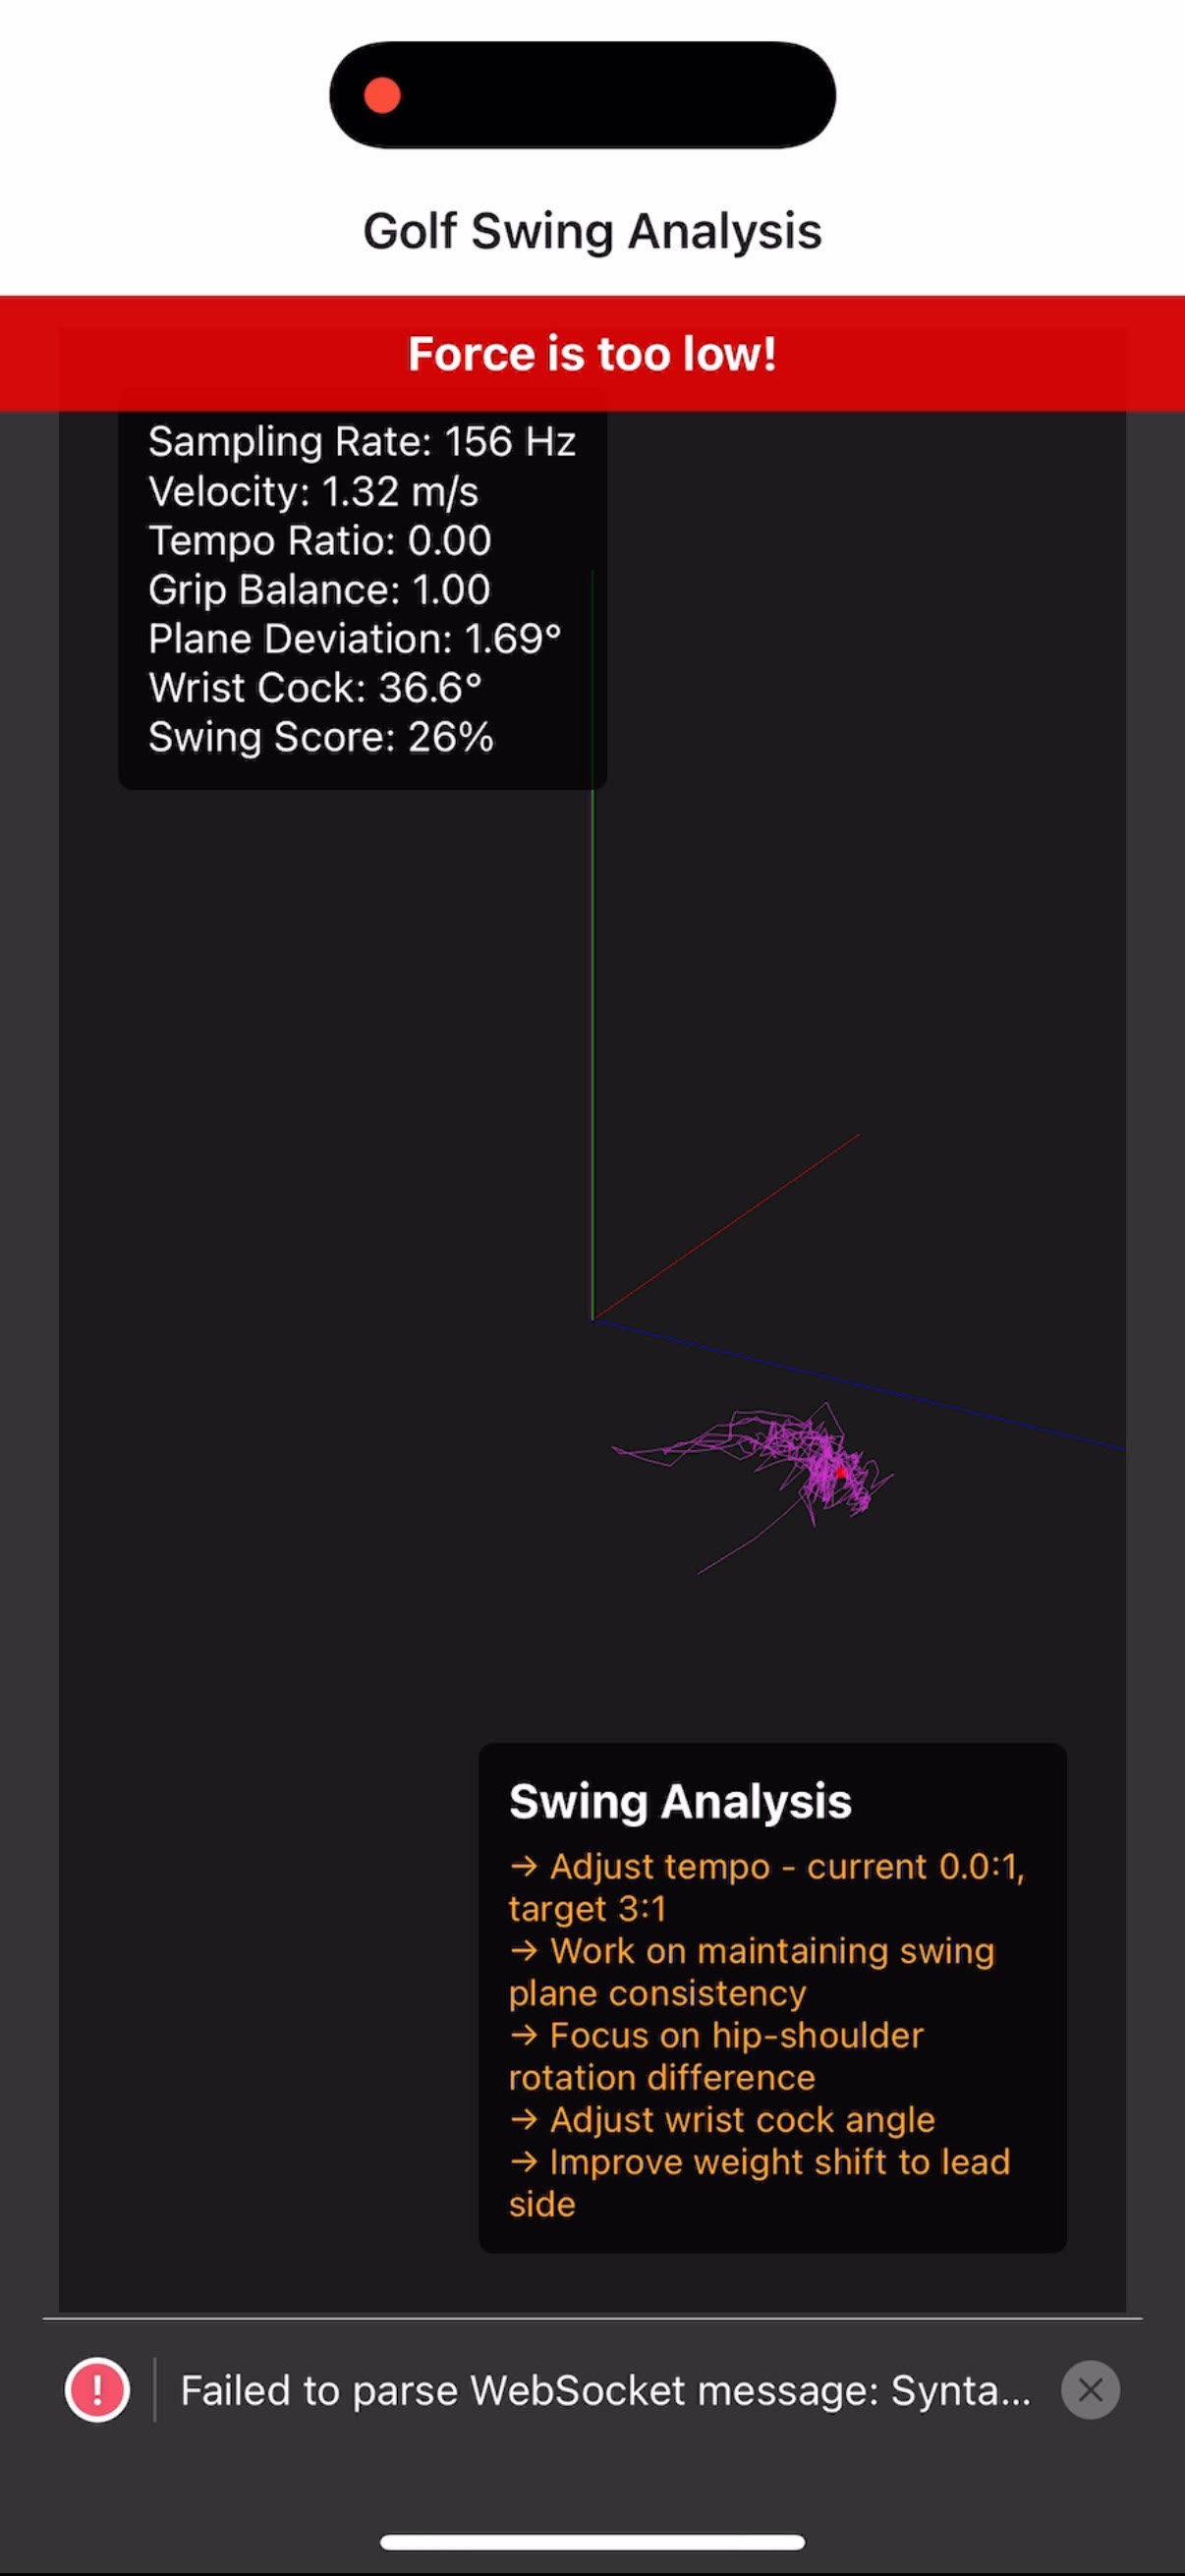 Golf Swing Analysis
Force is too low!
Sampling Rate: 156 Hz
Velocity: 1.32 m/s
Tempo Ratio: 0.00
Grip Balance: 1.00
Plane Deviation: 1.69°
Wrist Cock: 36.6°
Swing Score: 26%
Swing Analysis
→ Adjust tempo - current 0.0:1,
target 3:1
→ Work on maintaining swing
plane consistency
→ Focus on hip-shoulder
rotation difference
→ Adjust wrist cock angle
→ Improve weight shift to lead
side
! Failed to parse WebSocket message: Synta...